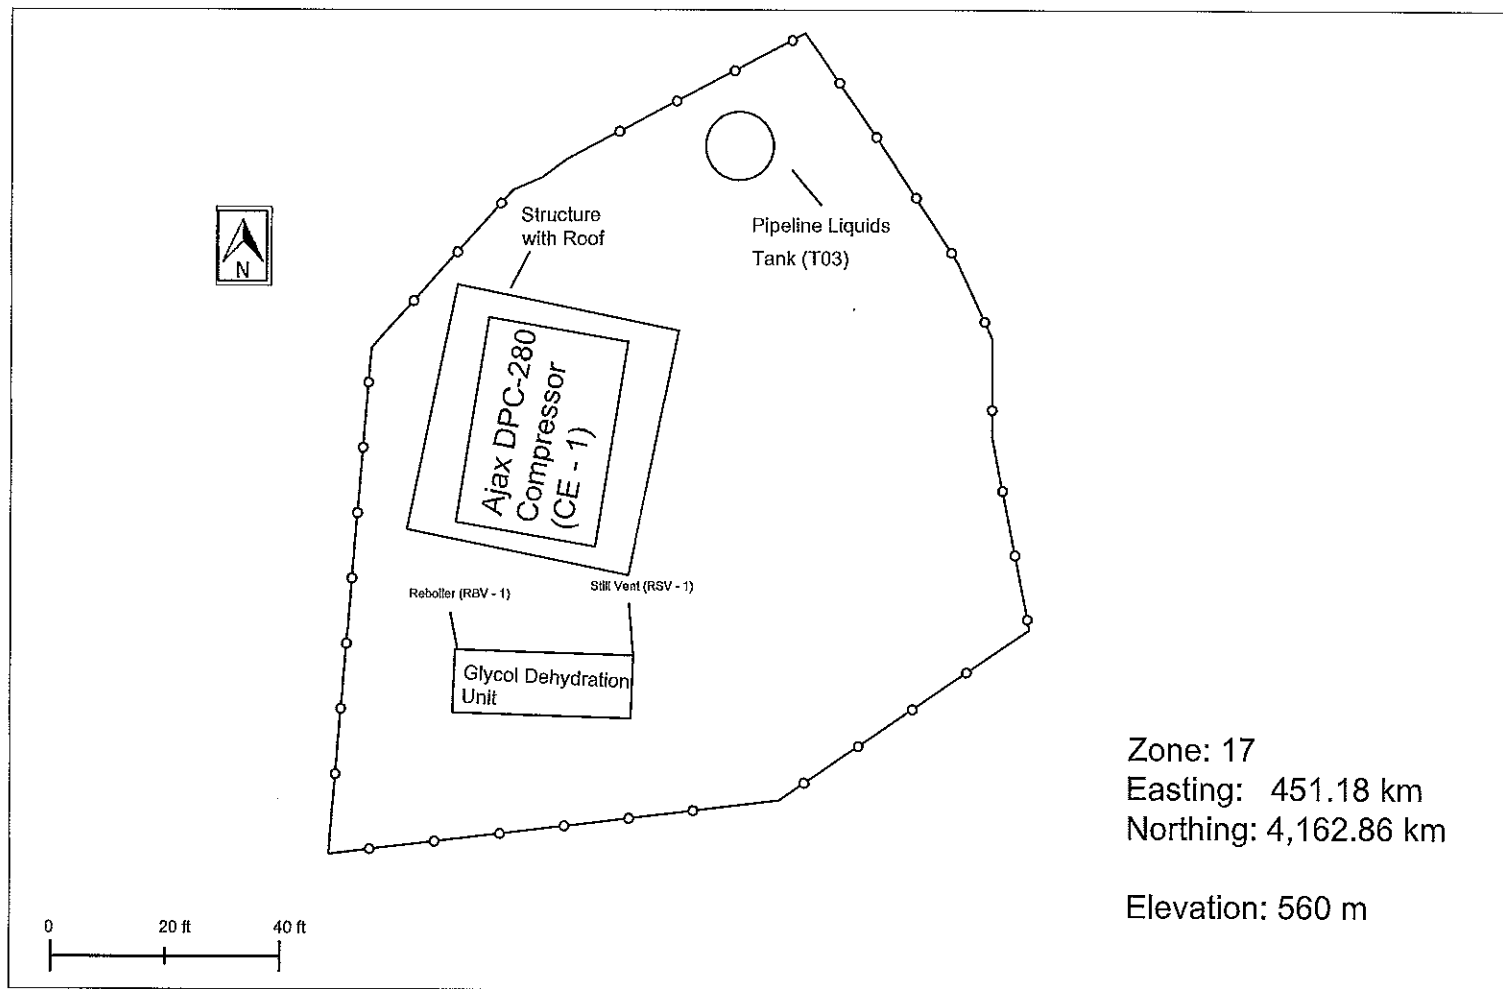 Structure
with Roof
Pipeline Liquids
Tank (T03)
N
Ajax DPC-280
Compressor
(CE - 1)
Reboiler (RBV - 1)
Still Vent (RSV - 1)
Glycol Dehydration
Unit
Zone: 17
Easting: 451.18 km
Northing: 4,162.86 km
Elevation: 560 m
0 20 ft 40 ft